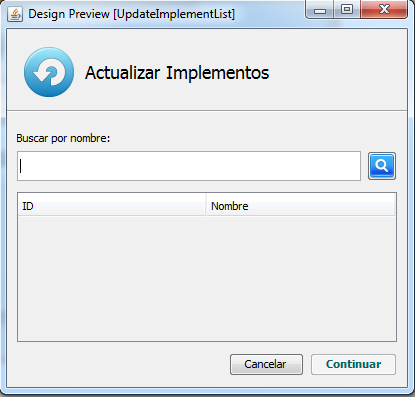 Design Preview [UpdateImplementList]
Actualizar Implementos
Buscar por nombre:
ID Nombre
Cancelar Continuar